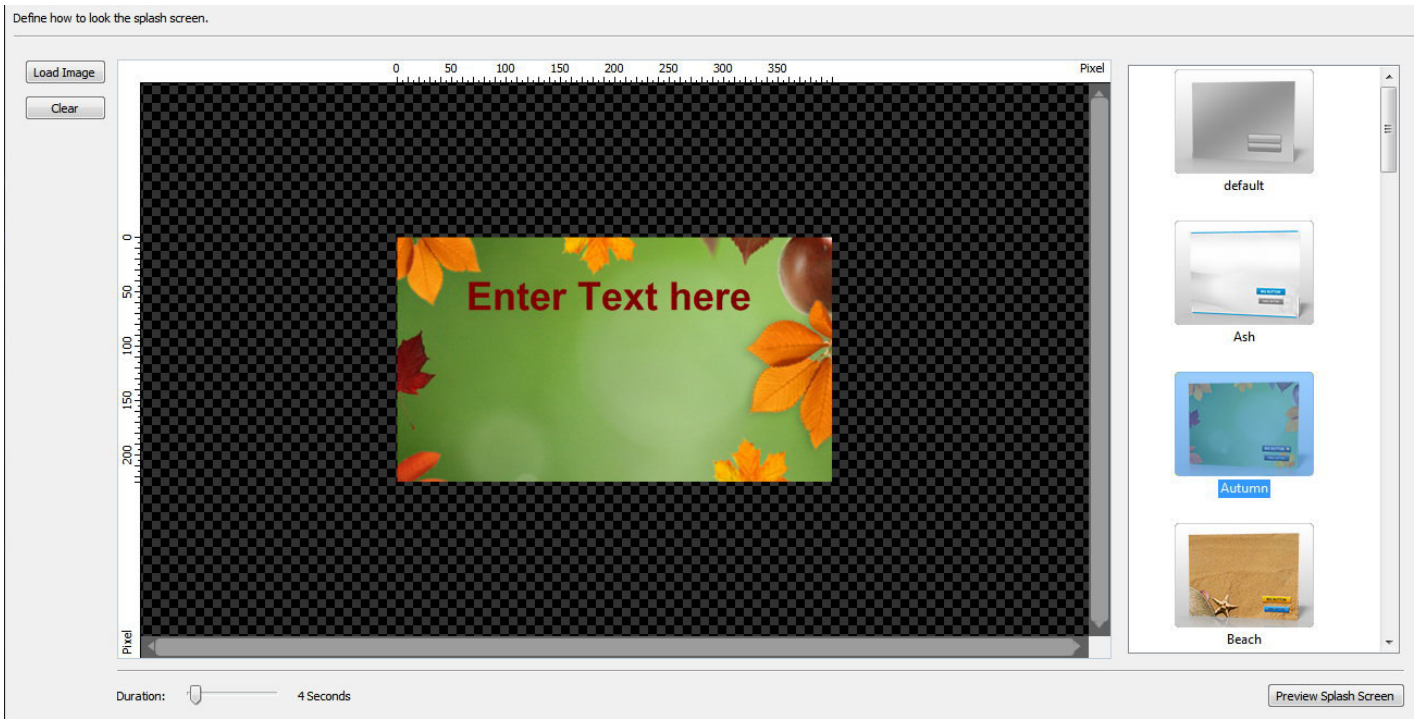 Define how to look the splash screen.
Load Image
Clear
0 50 100 150 200 250 300 350 Pixel
0
50
100
150
200
Pixel
Enter Text here
default
Ash
Autumn
Beach
Duration: 4 Seconds
Preview Splash Screen